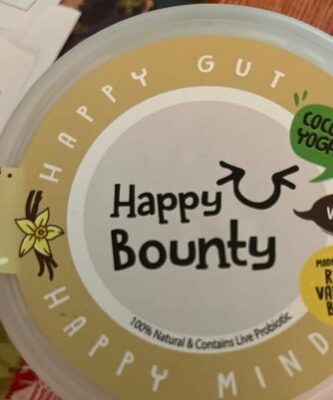 HAPPY GUT
Happy
Bounty
100% Natural & Contains Live Probiotic
HAPPY MIND